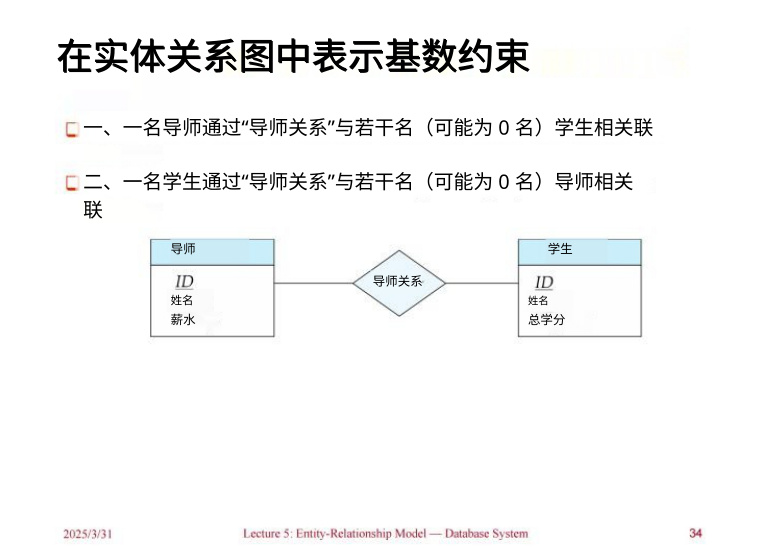 在实体关系图中表示基数约束
一、一名导师通过“导师关系”与若干名（可能为 0 名）学生相关联
二、一名学生通过“导师关系”与若干名（可能为 0 名）导师相关
联
导师
ID
姓名
薪水
导师关系
学生
ID
姓名
总学分
2025/3/31
Lecture 5: Entity-Relationship Model — Database System
34